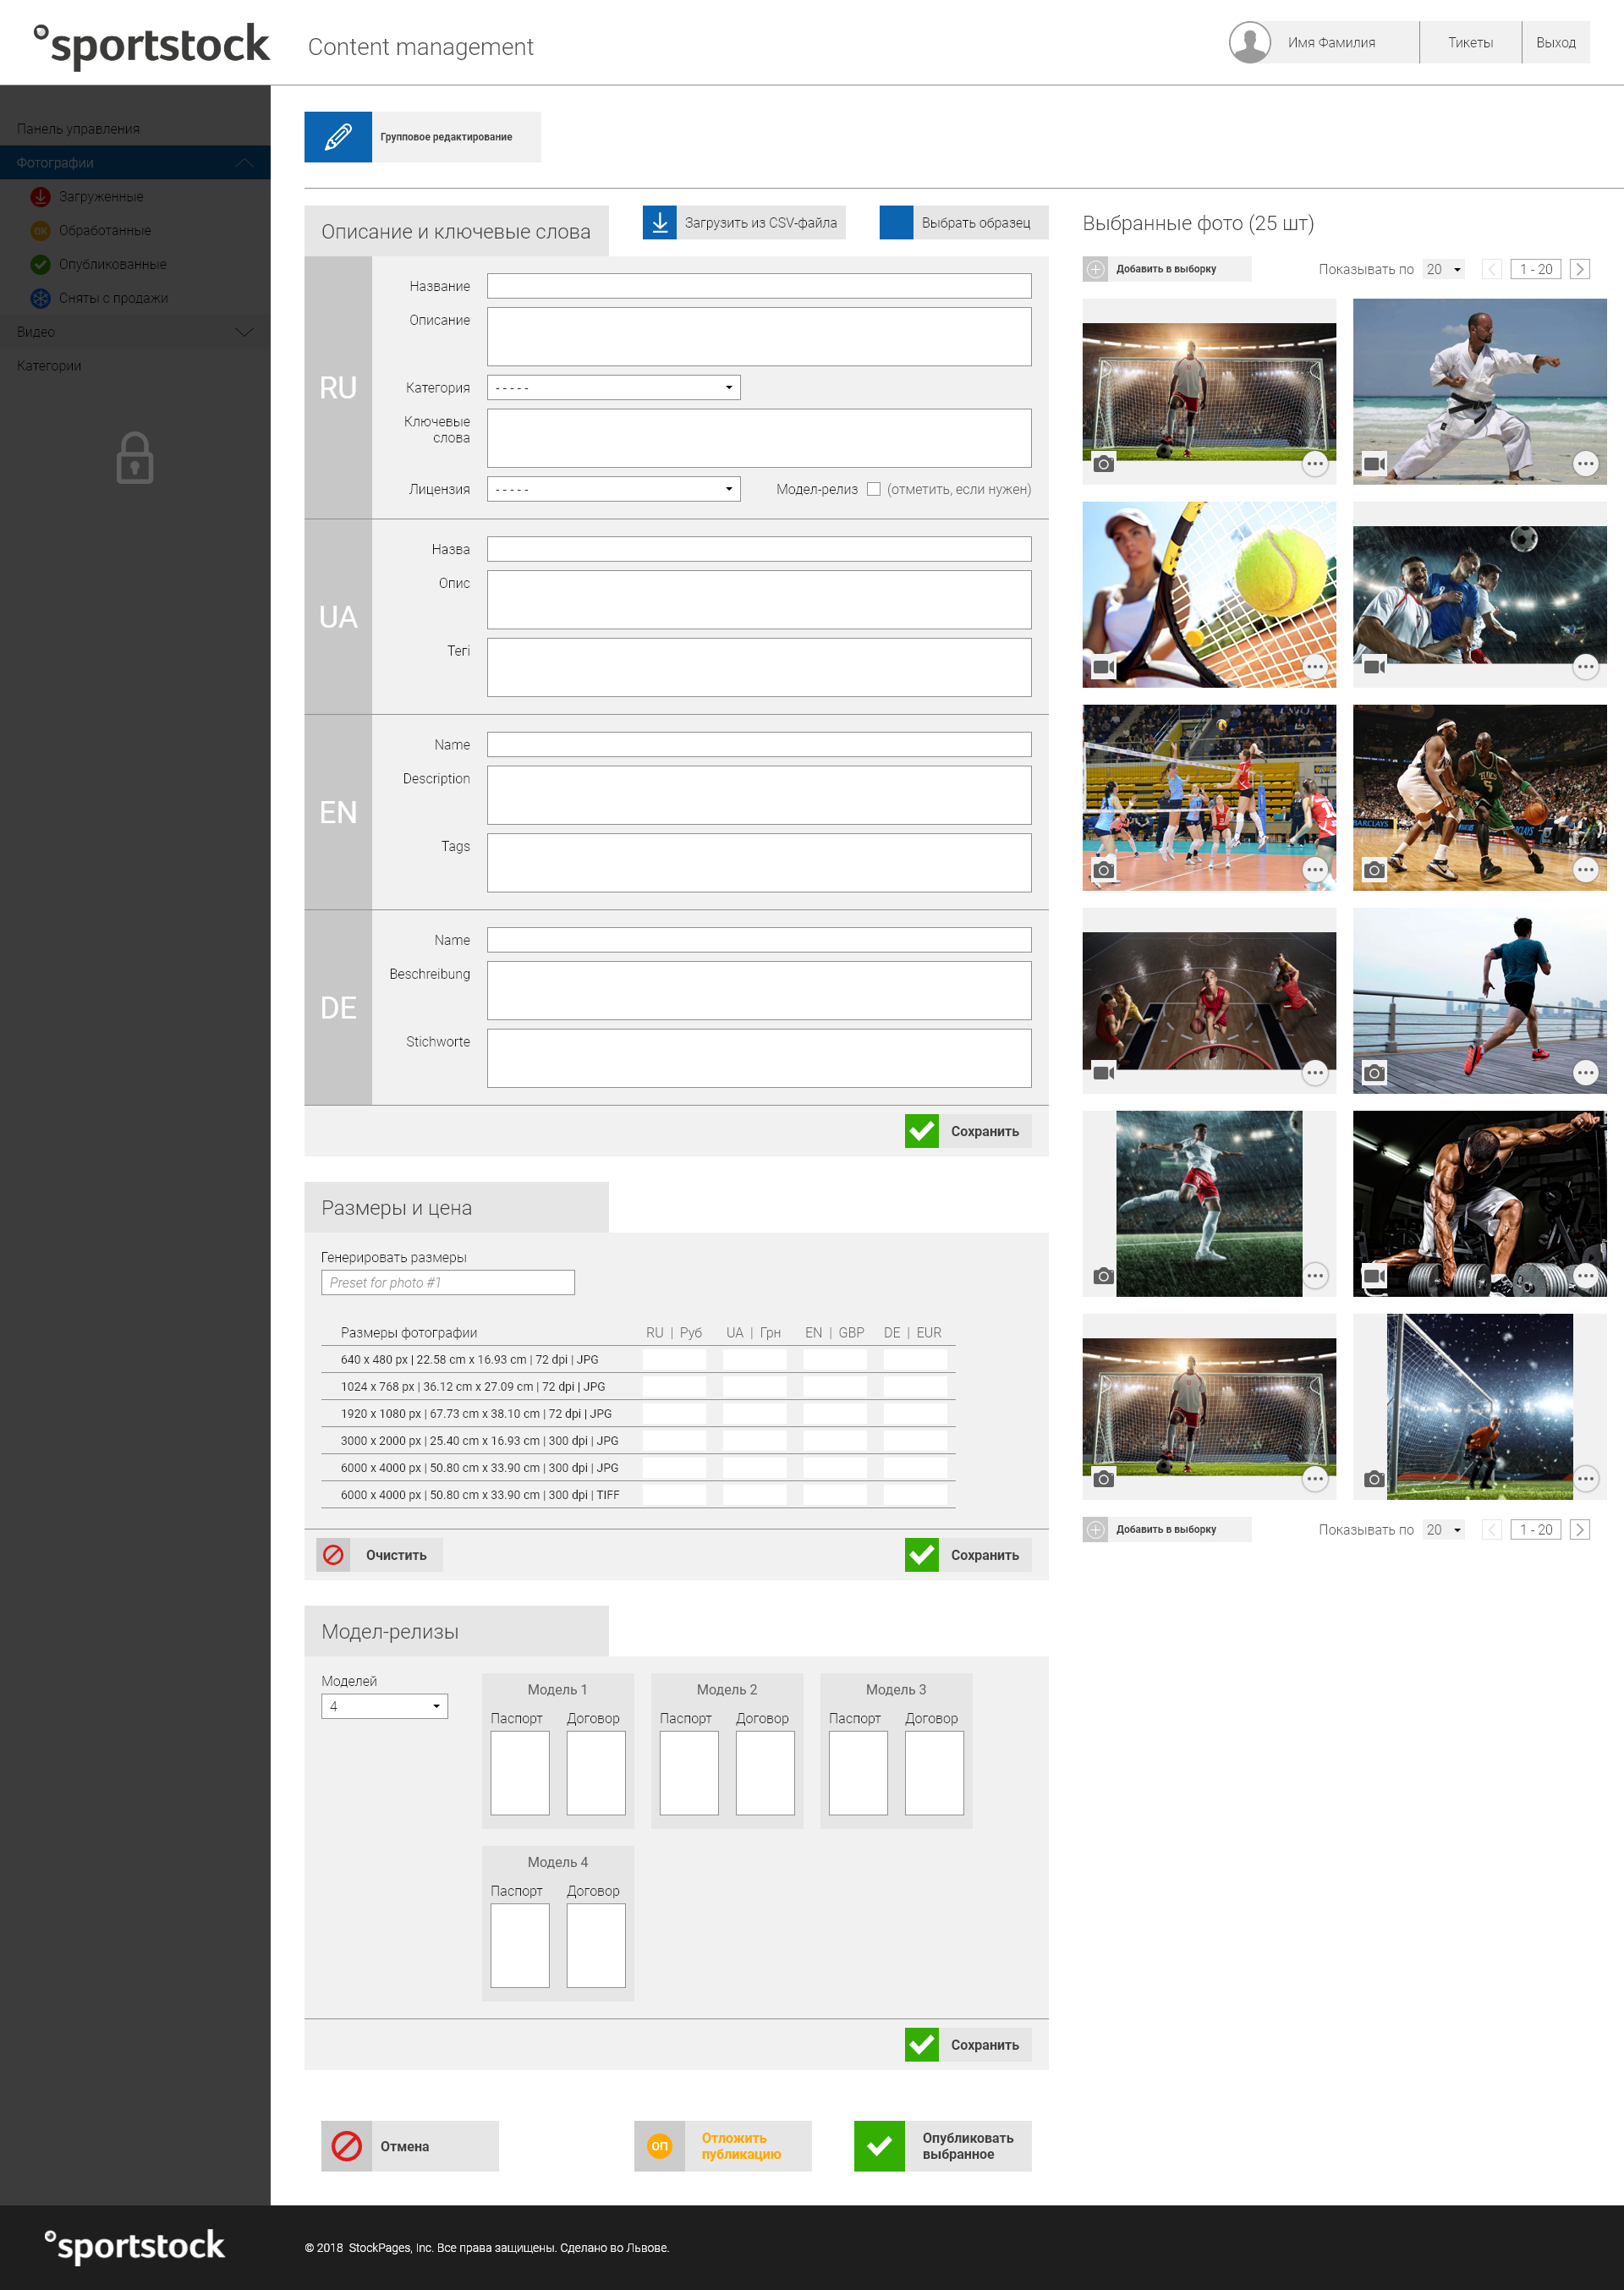 sportstock
Content management
Имя Фамилия
Тикеты
Выход
Панель управления
Фотографии
Загруженные
OK
Обработанные
Опубликованные
Сняты с продажи
Видео
Категории
Групповое редактирование
Описание и ключевые слова
Загрузить из CSV-файла
Выбрать образец
RU
Название
Описание
Категория
- - - - -
Ключевые
слова
Лицензия
- - - - -
Модел-релиз
(отметить, если нужен)
UA
Назва
Опис
Тегі
EN
Name
Description
Tags
DE
Name
Beschreibung
Stichworte
Сохранить
Размеры и цена
Генерировать размеры
Preset for photo #1
Размеры фотографии
RU | Руб
UA | Грн
EN | GBP
DE | EUR
640 x 480 px | 22.58 cm x 16.93 cm | 72 dpi | JPG
1024 x 768 px | 36.12 cm x 27.09 cm | 72 dpi | JPG
1920 x 1080 px | 67.73 cm x 38.10 cm | 72 dpi | JPG
3000 x 2000 px | 25.40 cm x 16.93 cm | 300 dpi | JPG
6000 x 4000 px | 50.80 cm x 33.90 cm | 300 dpi | JPG
6000 x 4000 px | 50.80 cm x 33.90 cm | 300 dpi | TIFF
Очистить
Сохранить
Модел-релизы
Моделей
4
Модель 1
Паспорт
Договор
Модель 2
Паспорт
Договор
Модель 3
Паспорт
Договор
Модель 4
Паспорт
Договор
Сохранить
Отмена
ОП
Отложить
публикацию
Опубликовать
выбранное
Выбранные фото (25 шт)
Добавить в выборку
Показывать по
20
1 - 20
BARCLAYS
Добавить в выборку
Показывать по
20
1 - 20
sportstock
© 2018 StockPages, Inc. Все права защищены. Сделано во Львове.